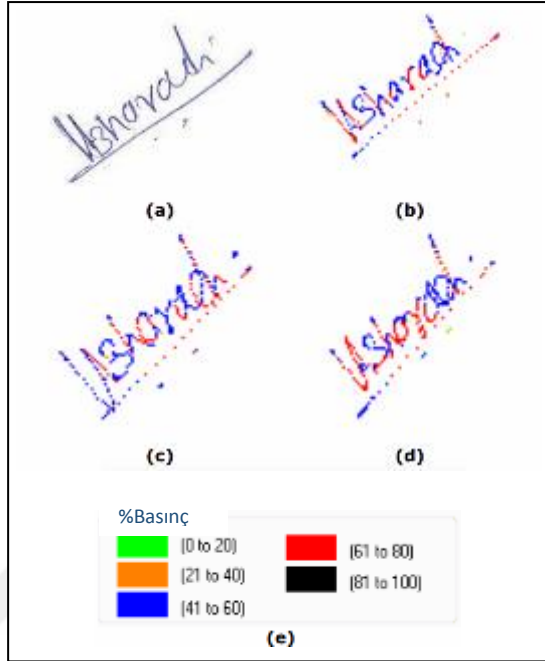 (a)
(b)
(c)
(d)
%Basınç
(0 to 20)
(21 to 40)
(41 to 60)
(61 to 80)
(81 to 100)
(e)